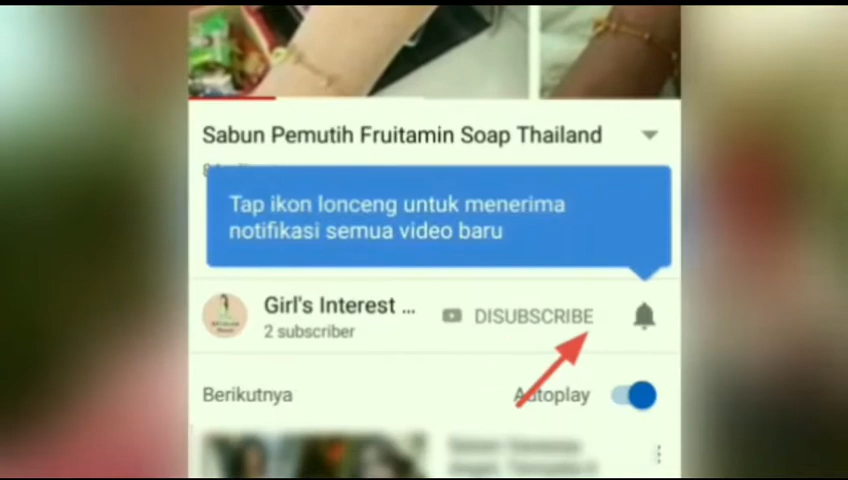 Sabun Pemutih Fruitamin Soap Thailand
Tap ikon lonceng untuk menerima
notifikasi semua video baru
Girl's Interest ...
DISUBSCRIBE
2 subscriber
Berikutnya
Autoplay